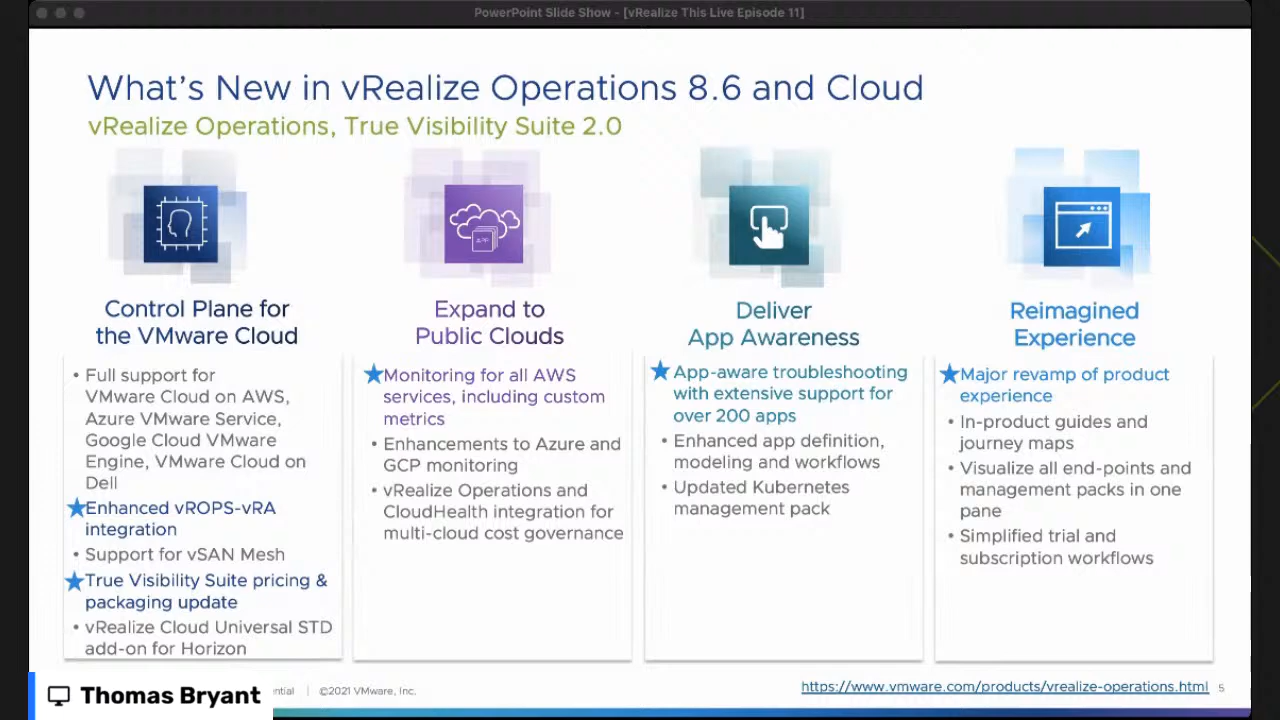 PowerPoint Slide Show - [vRealize This Live Episode 11]
What's New in vRealize Operations 8.6 and Cloud
vRealize Operations, True Visibility Suite 2.0
Control Plane for
the VMware Cloud
• Full support for
VMware Cloud on AWS,
Azure VMware Service,
Google Cloud VMware
Engine, VMware Cloud on
Dell
Enhanced vROPS-vRA
integration
• Support for vSAN Mesh
True Visibility Suite pricing &
packaging update
• vRealize Cloud Universal STD
add-on for Horizon
APP
Expand to
Public Clouds
Monitoring for all AWS
services, including custom
metrics
• Enhancements to Azure and
GCP monitoring
• vRealize Operations and
CloudHealth integration for
multi-cloud cost governance
Deliver
App Awareness
App-aware troubleshooting
with extensive support for
over 200 apps
• Enhanced app definition,
modeling and workflows
• Updated Kubernetes
management pack
Reimagined
Experience
Major revamp of product
experience
• In-product guides and
journey maps
• Visualize all end-points and
management packs in one
pane
• Simplified trial and
subscription workflows
Thomas Bryant
ntial | ©2021 VMware, Inc.
https://www.vmware.com/products/vrealize-operations.html 5